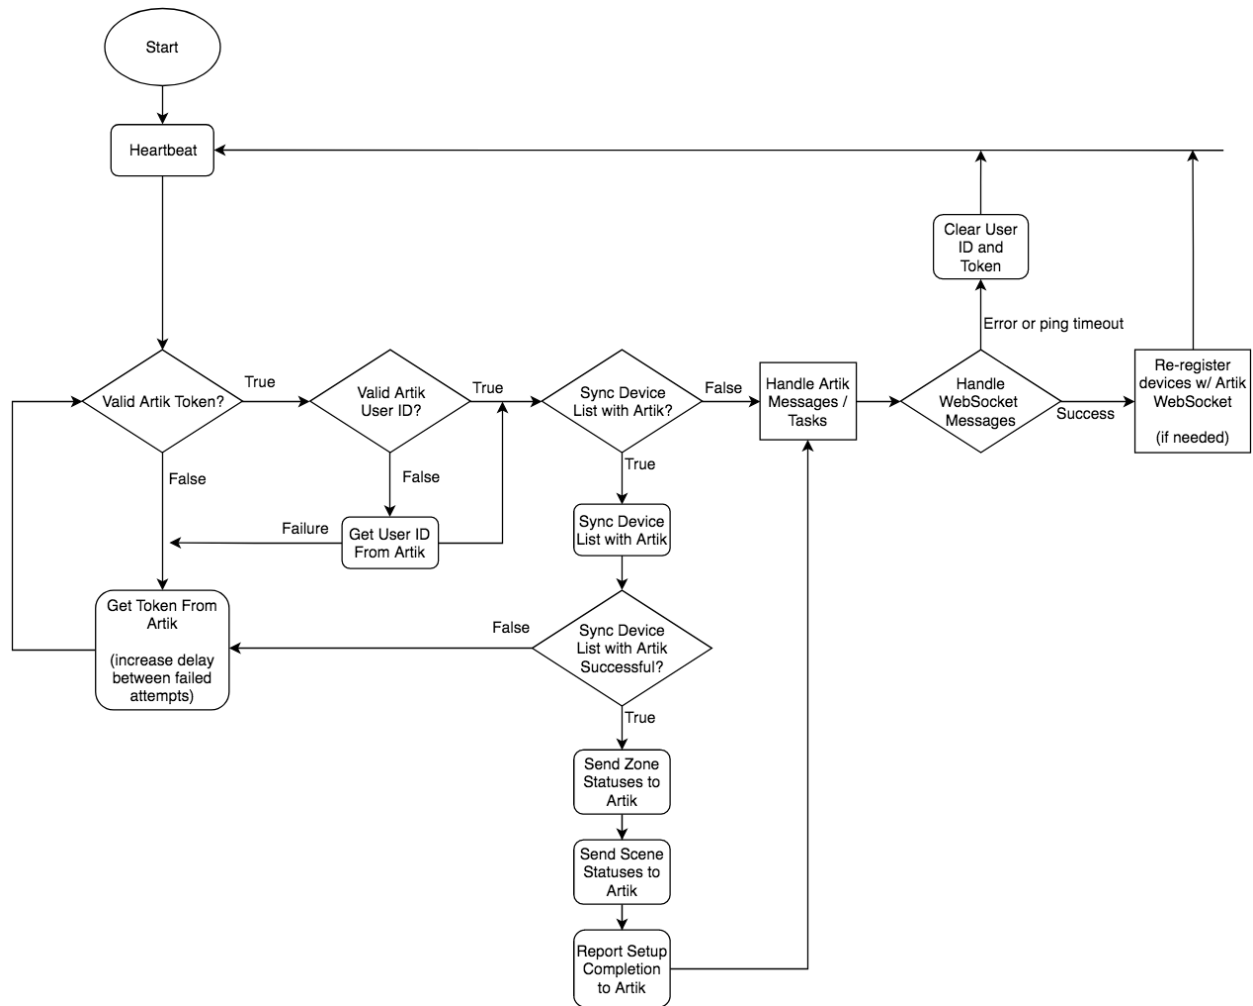 Start
Heartbeat
Clear User
ID and
Token
Error or ping timeout
Valid Artik Token?
True
Valid Artik
User ID?
True
Sync Device
List with Artik?
False
Handle Artik
Messages /
Tasks
Handle
WebSocket
Messages
Success
Re-register
devices w/ Artik
WebSocket
(if needed)
False
False
True
Failure
Get User ID
From Artik
Sync Device
List with Artik
Get Token From
Artik
(increase delay
between failed
attempts)
False
Sync Device
List with Artik
Successful?
True
Send Zone
Statuses to
Artik
Send Scene
Statuses to
Artik
Report Setup
Completion
to Artik